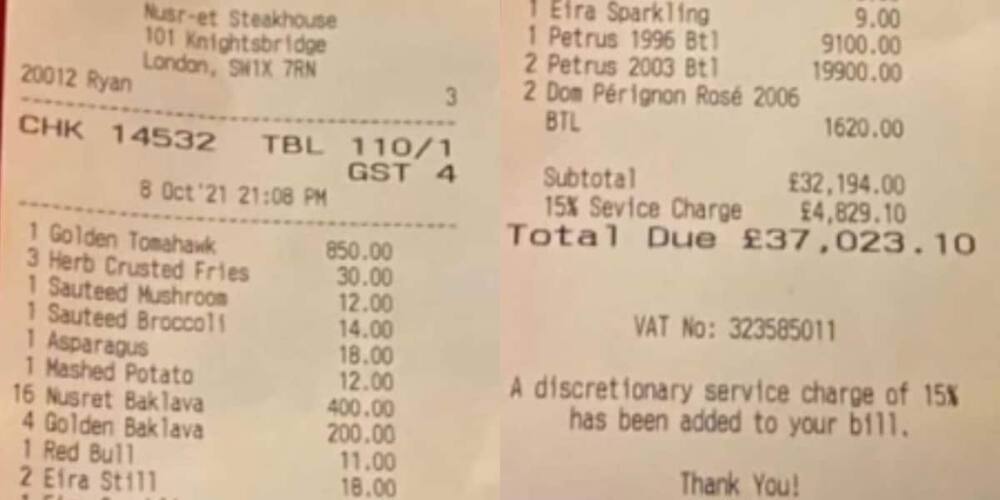 Nusr-et Steakhouse
101 Knightsbridge
London, SW1X 7RN
20012 Ryan
3
CHK 14532 TBL 110/1
GST 4
8 Oct'21 21:08 PM
1 Golden Tomahawk 850.00
3 Herb Crusted Fries 30.00
1 Sauteed Mushroom 12.00
1 Sauteed Broccoli 14.00
1 Asparagus 18.00
1 Mashed Potato 12.00
16 Nusret Baklava 400.00
4 Golden Baklava 200.00
1 Red Bull 11.00
2 Eira Still 18.00
1 Eira Sparkling 9.00
1 Petrus 1996 Btl 9100.00
2 Petrus 2003 Btl 19900.00
2 Dom Pérignon Rosé 2006
BTL 1620.00
Subtotal £32,194.00
15% Sevice Charge £4,829.10
Total Due £37,023.10
VAT No: 323585011
A discretionary service charge of 15%
has been added to your bill.
Thank You!